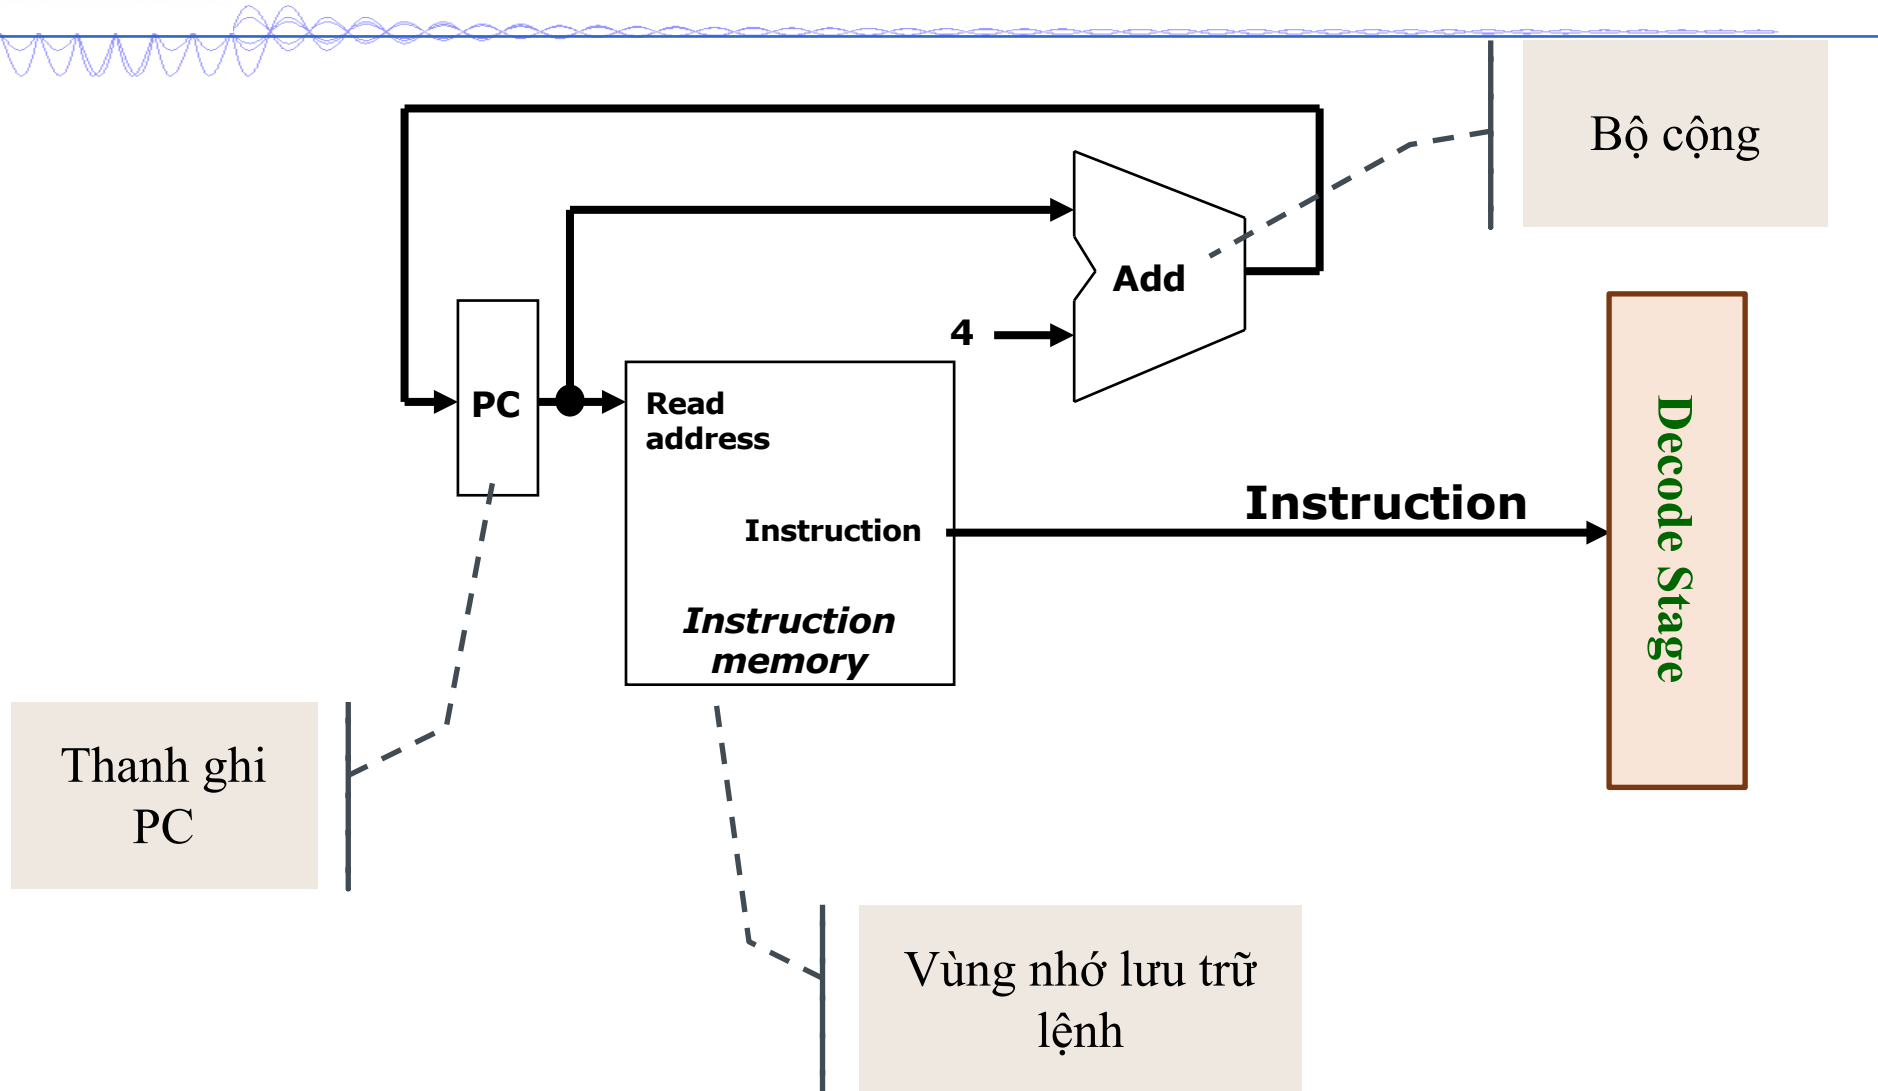 Bộ cộng
Add
4
PC
Read
address
Instruction
Instruction
Instruction
memory
Decode Stage
Thanh ghi
PC
Vùng nhớ lưu trữ
lệnh